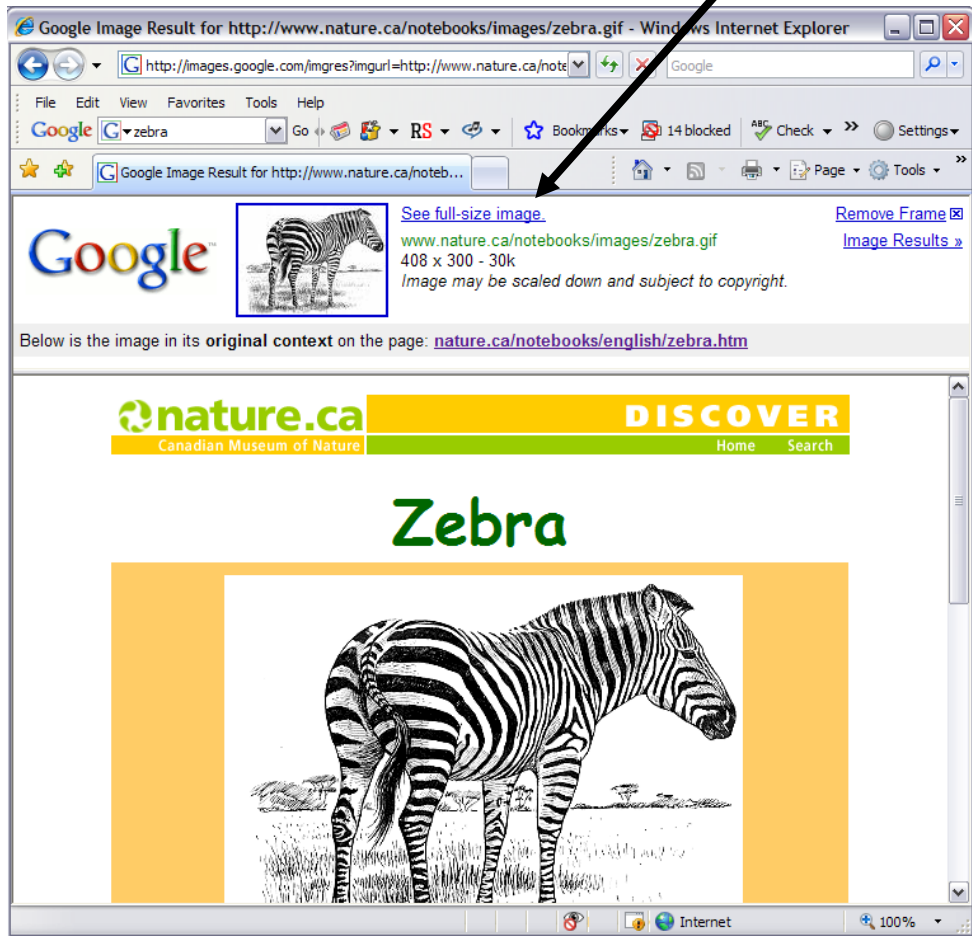 Google Image Result for http://www.nature.ca/notebooks/images/zebra.gif - Windows Internet Explorer
http://images.google.com/imgres?imgurl=http://www.nature.ca/note
Google
File Edit View Favorites Tools Help
Google G zebra Go RS Bookmarks 14 blocked ABC Check » Settings
Google Image Result for http://www.nature.ca/noteb... Page Tools »
Google™
See full-size image.
www.nature.ca/notebooks/images/zebra.gif
408 x 300 - 30k
Image may be scaled down and subject to copyright.
Remove Frame
Image Results »
Below is the image in its original context on the page: nature.ca/notebooks/english/zebra.htm
nature.ca
Canadian Museum of Nature
DISCOVER
Home Search
Zebra
Internet 100%